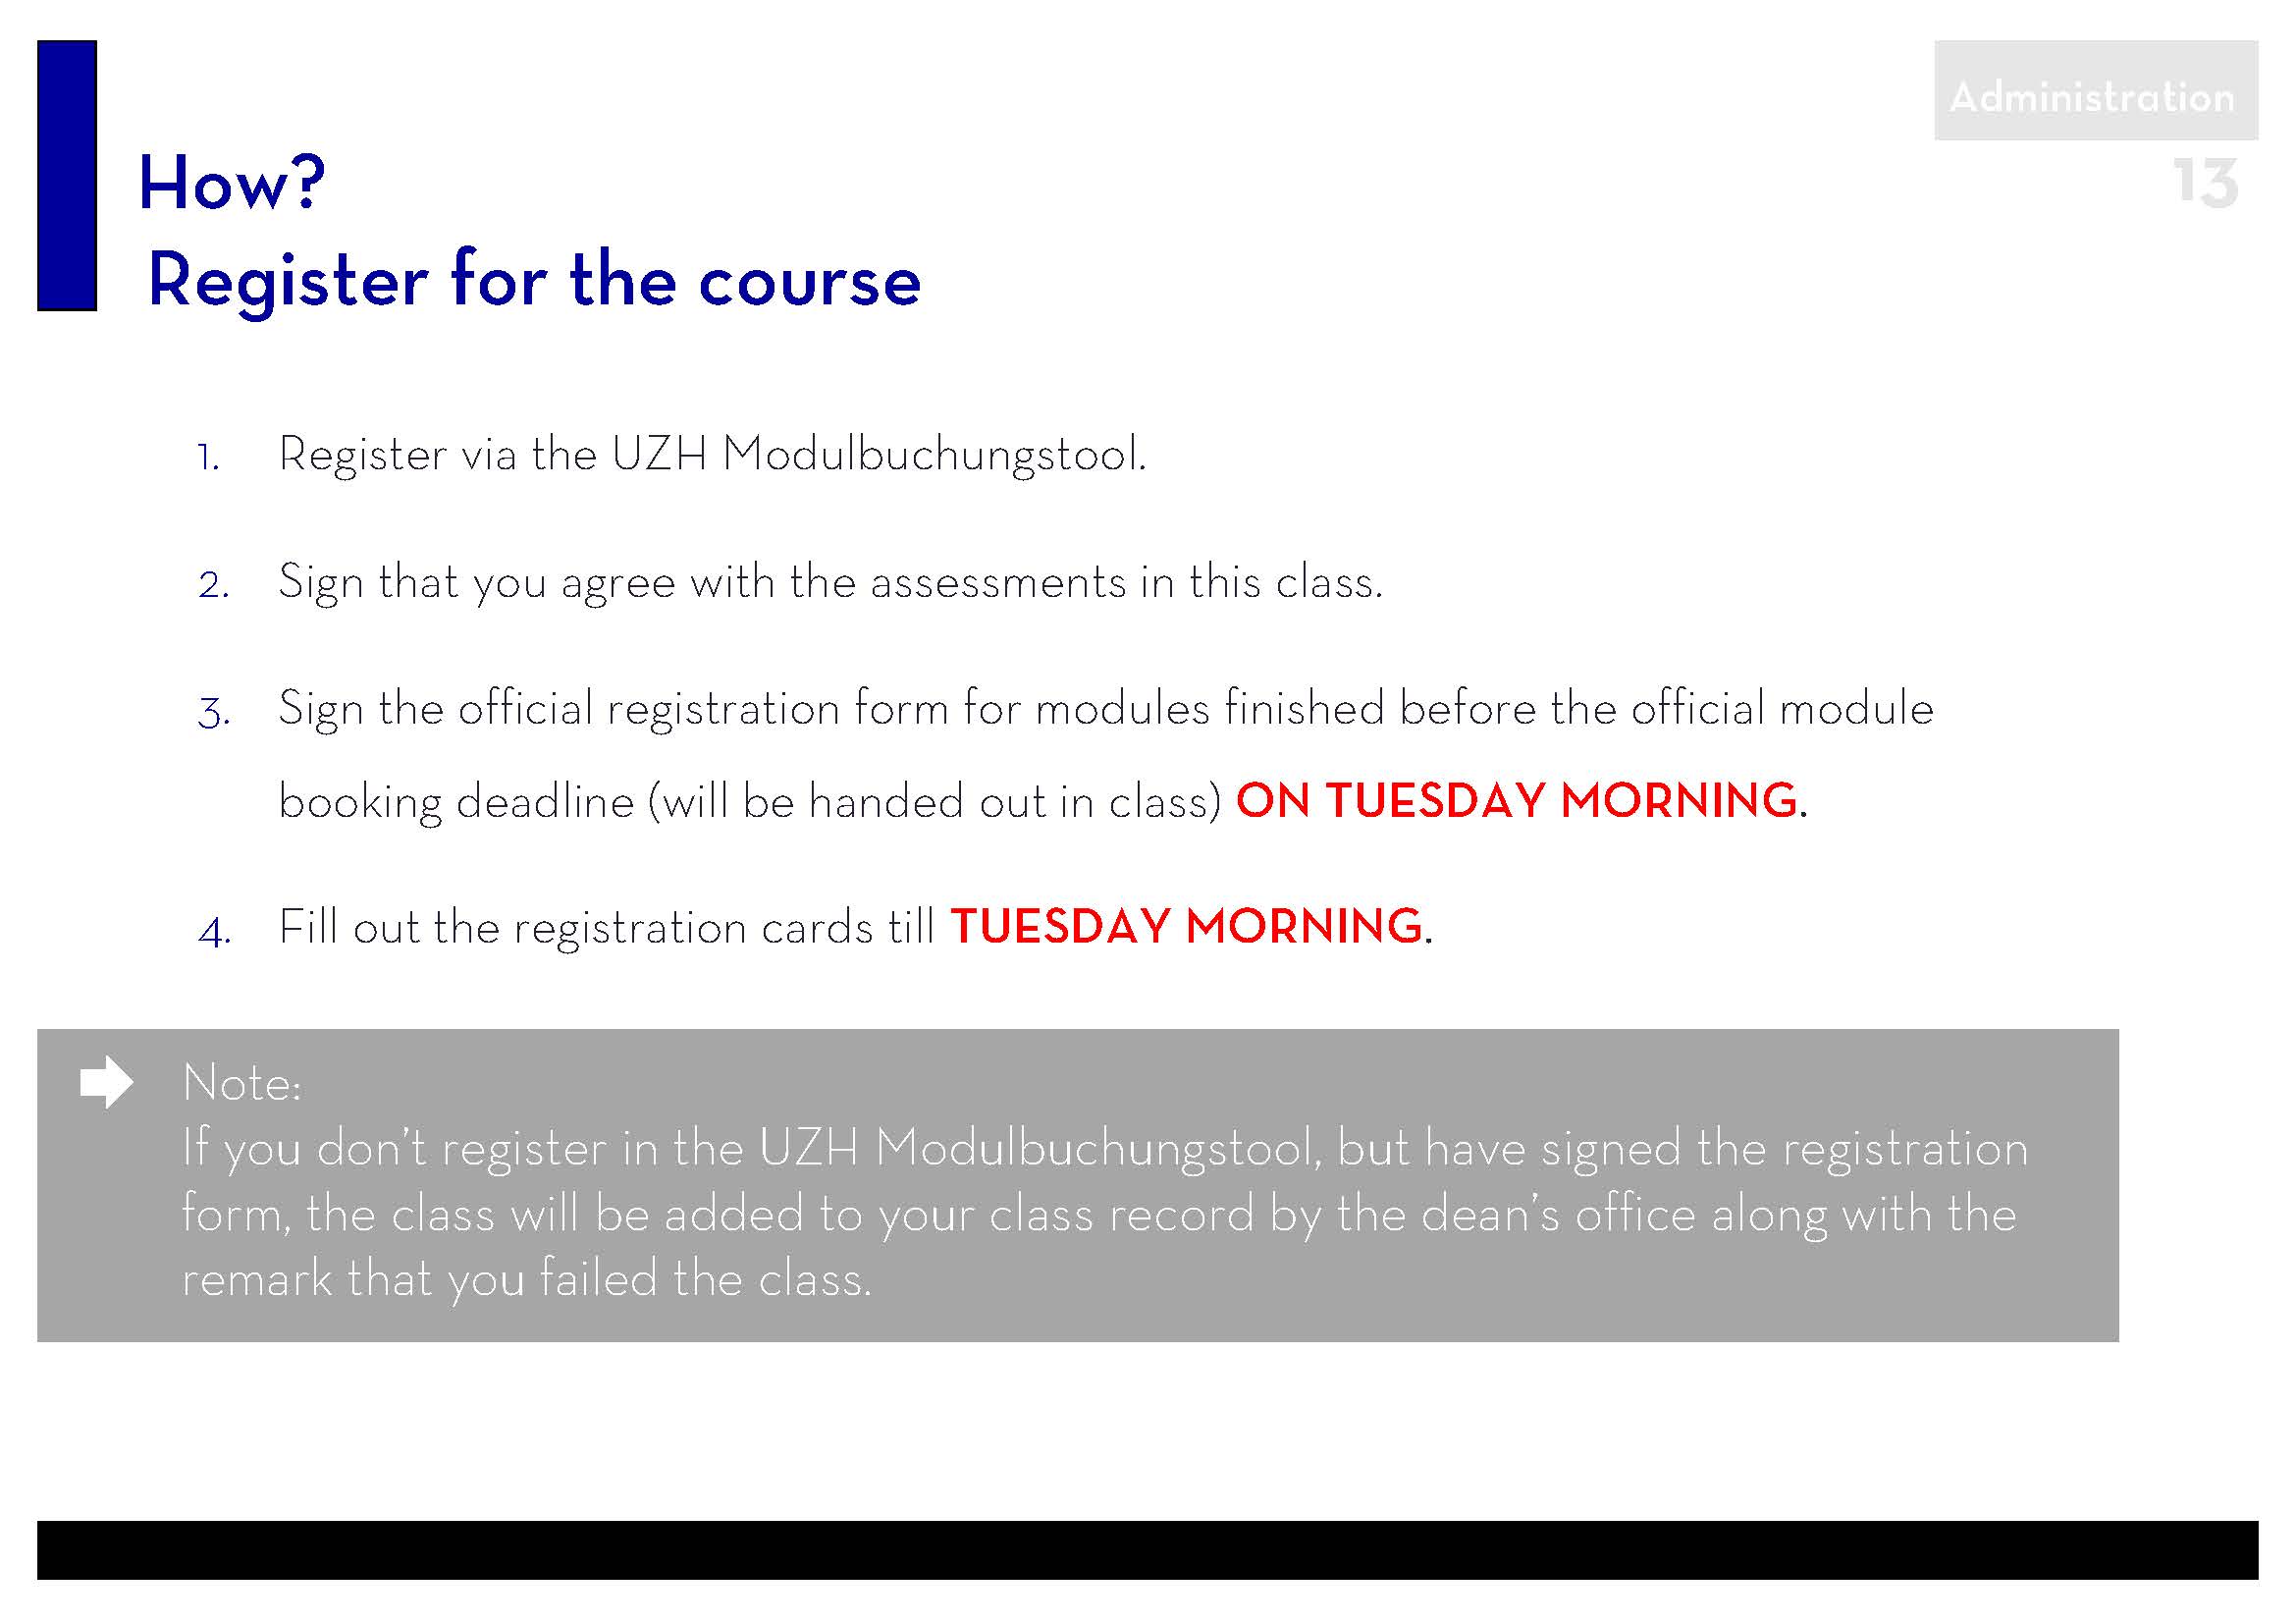 Administration
13
How?
Register for the course
1. Register via the UZH Modulbuchungstool.
2. Sign that you agree with the assessments in this class.
3. Sign the official registration form for modules finished before the official module
booking deadline (will be handed out in class) ON TUESDAY MORNING.
4. Fill out the registration cards till TUESDAY MORNING.
Note:
If you don’t register in the UZH Modulbuchungstool, but have signed the registration
form, the class will be added to your class record by the dean’s office along with the
remark that you failed the class.